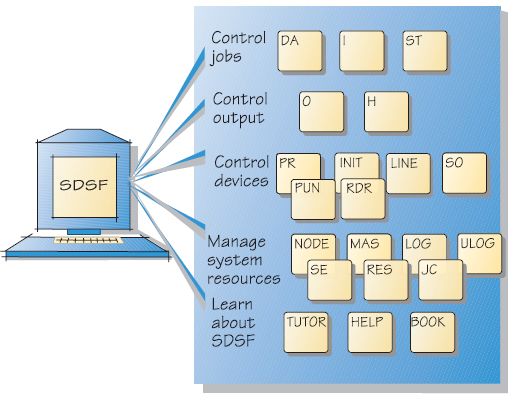 SDSF
Control
jobs
DA I ST
Control
output
O H
Control
devices
PR INIT LINE SO
PUN RDR
Manage
system
resources
NODE MAS LOG ULOG
SE RES JC
Learn
about
SDSF
TUTOR HELP BOOK